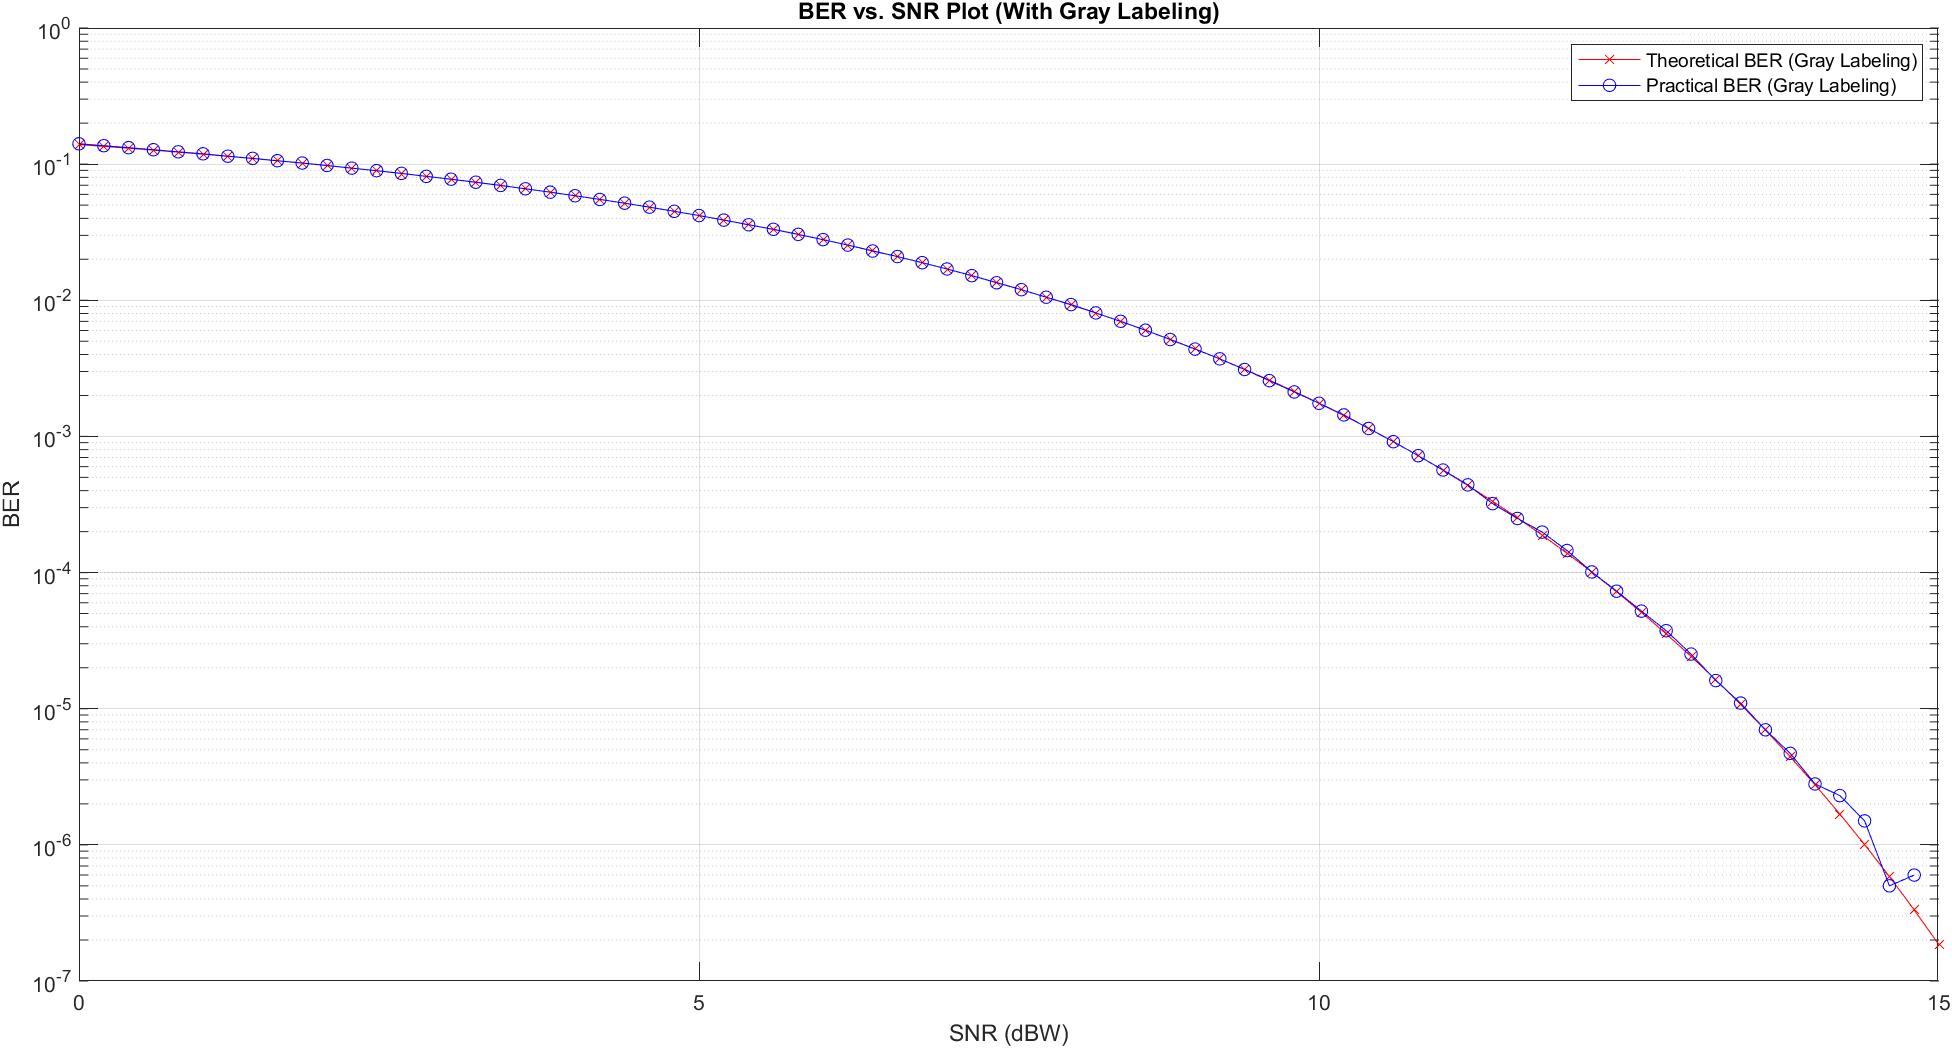 BER vs. SNR Plot (With Gray Labeling)
Theoretical BER (Gray Labeling)
Practical BER (Gray Labeling)
10^0
10^-1
10^-2
10^-3
10^-4
10^-5
10^-6
10^-7
BER
0 5 10 15
SNR (dBW)